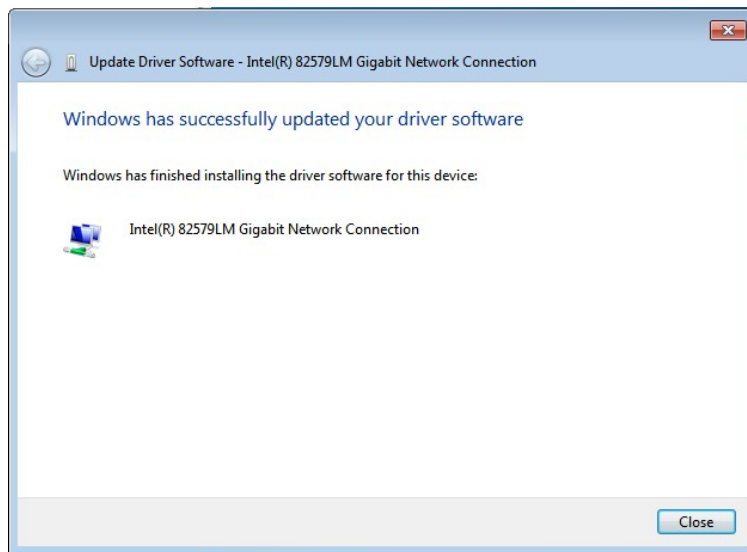 Update Driver Software - Intel(R) 82579LM Gigabit Network Connection
Windows has successfully updated your driver software
Windows has finished installing the driver software for this device:
Intel(R) 82579LM Gigabit Network Connection
Close